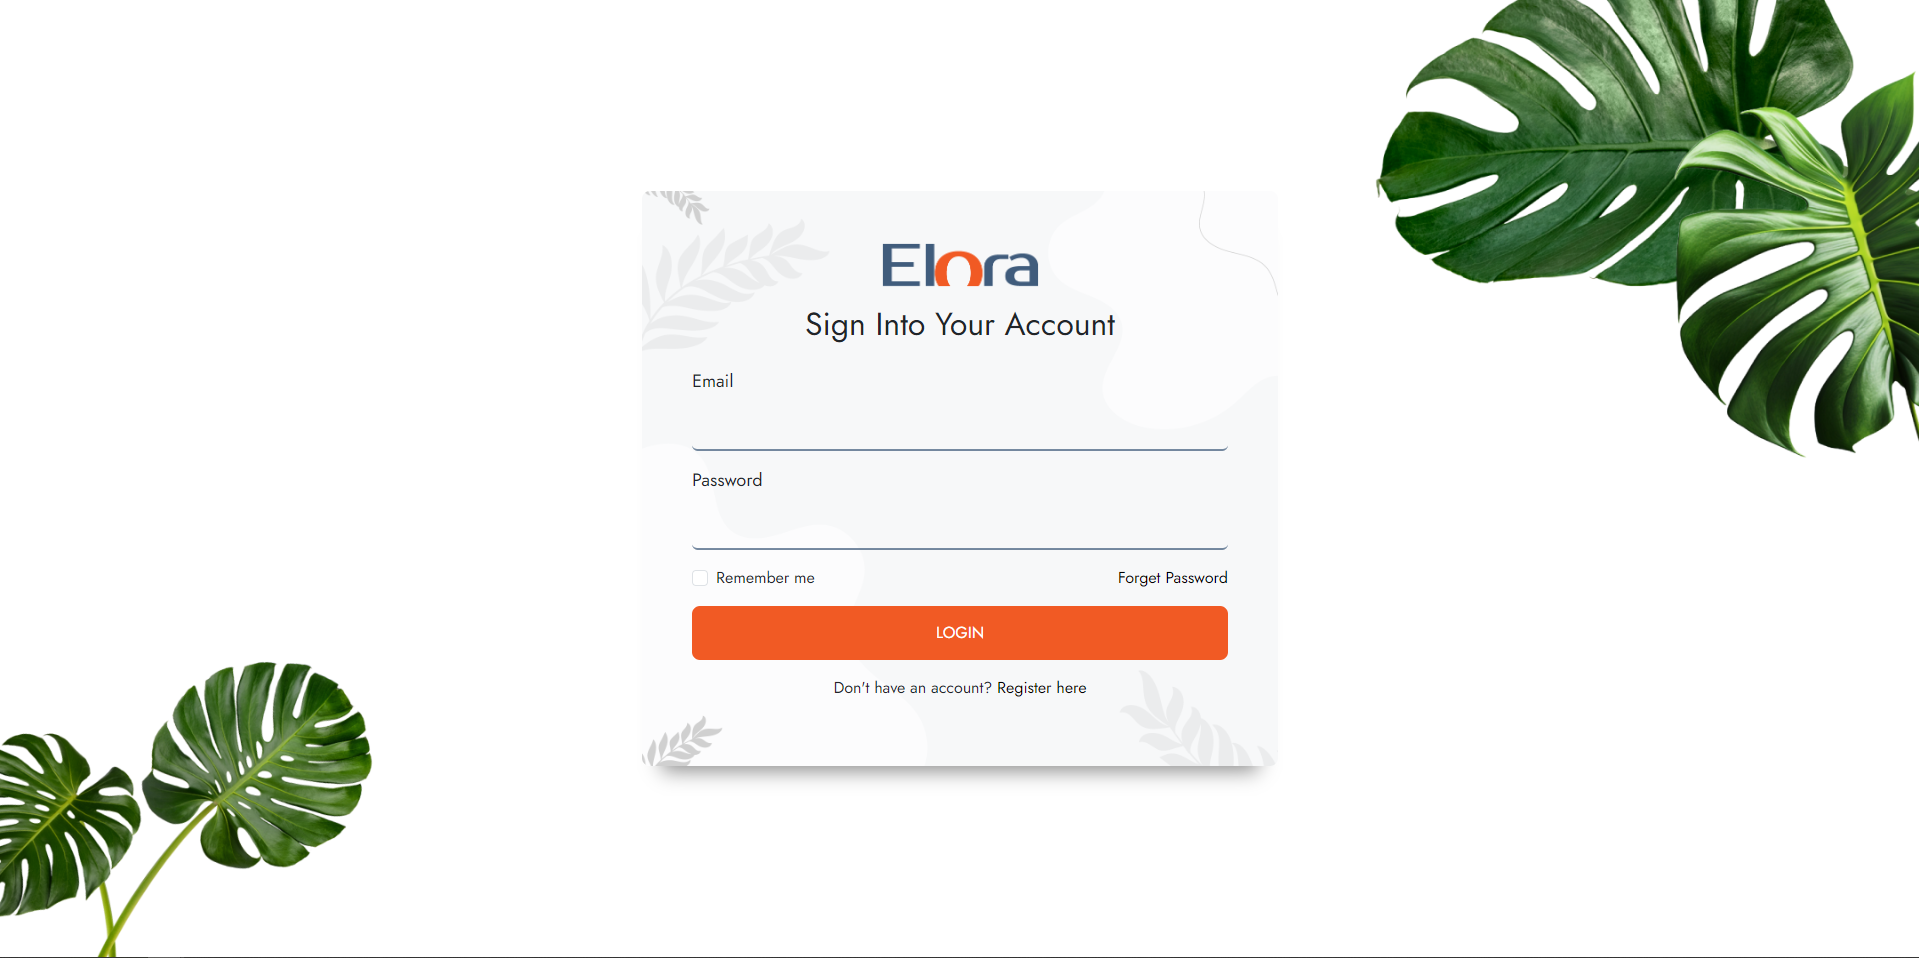 Elora
Sign Into Your Account
Email
Password
Remember me
Forget Password
LOGIN
Don't have an account? Register here